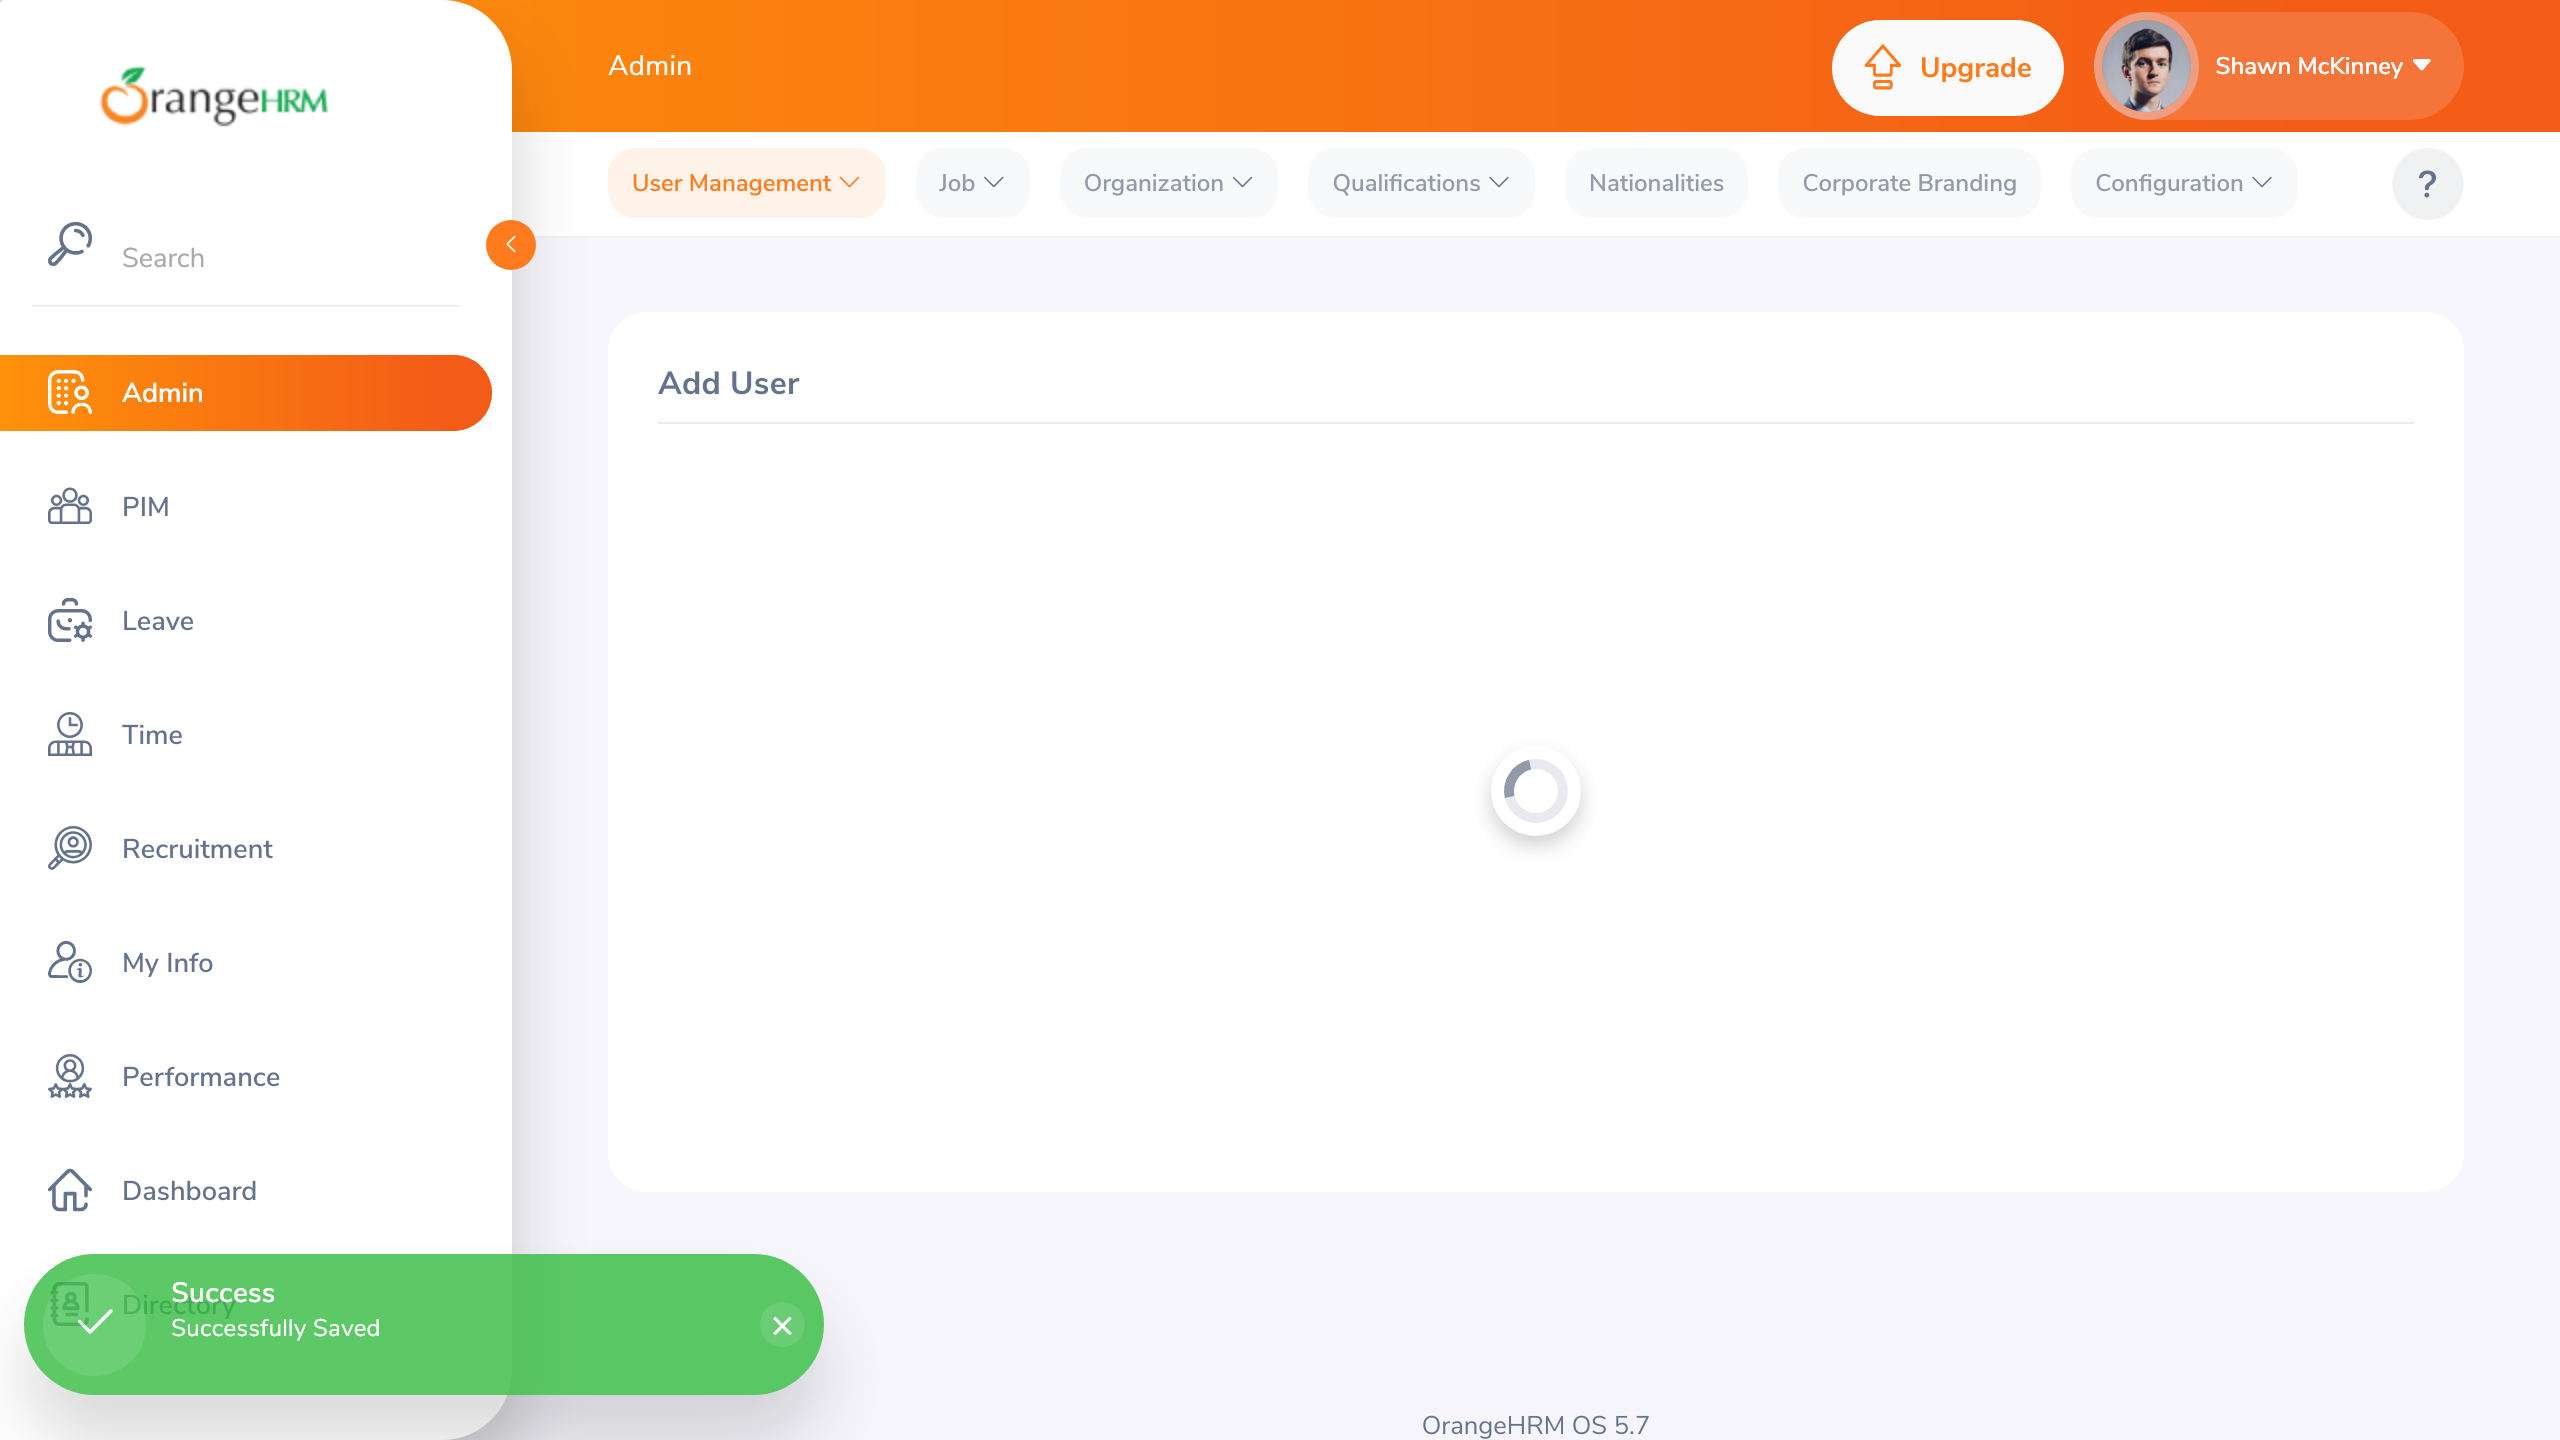 OrangeHRM
Admin
Upgrade
Shawn McKinney
User Management
Job
Organization
Qualifications
Nationalities
Corporate Branding
Configuration
?
Search
Admin
PIM
Leave
Time
Recruitment
My Info
Performance
Dashboard
Directory
Add User
Success
Successfully Saved
OrangeHRM OS 5.7